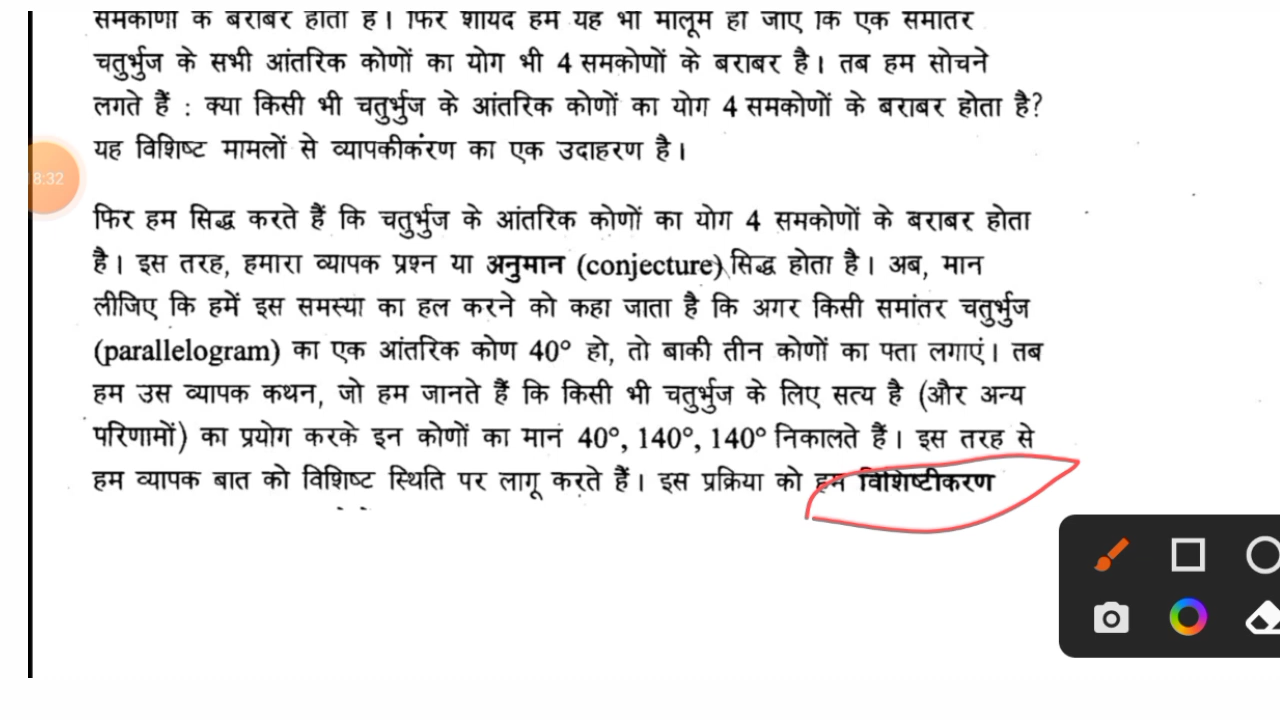 समकोणों के बराबर होता है। फिर शायद हमें यह भी मालूम हो जाए कि एक समांतर
चतुर्भुज के सभी आंतरिक कोणों का योग भी 4 समकोणों के बराबर है। तब हम सोचने
लगते हैं : क्या किसी भी चतुर्भुज के आंतरिक कोणों का योग 4 समकोणों के बराबर होता है?
यह विशिष्ट मामलों से व्यापकीकरण का एक उदाहरण है।
8:32
फिर हम सिद्ध करते हैं कि चतुर्भुज के आंतरिक कोणों का योग 4 समकोणों के बराबर होता
है। इस तरह, हमारा व्यापक प्रश्न या अनुमान (conjecture) सिद्ध होता है। अब, मान
लीजिए कि हमें इस समस्या का हल करने को कहा जाता है कि अगर किसी समांतर चतुर्भुज
(parallelogram) का एक आंतरिक कोण 40° हो, तो बाकी तीन कोणों का पता लगाएं। तब
हम उस व्यापक कथन, जो हम जानते हैं कि किसी भी चतुर्भुज के लिए सत्य है (और अन्य
परिणामों) का प्रयोग करके इन कोणों का मान 40°, 140°, 140° निकालते हैं। इस तरह से
हम व्यापक बात को विशिष्ट स्थिति पर लागू करते हैं। इस प्रक्रिया को हम विशिष्टीकरण